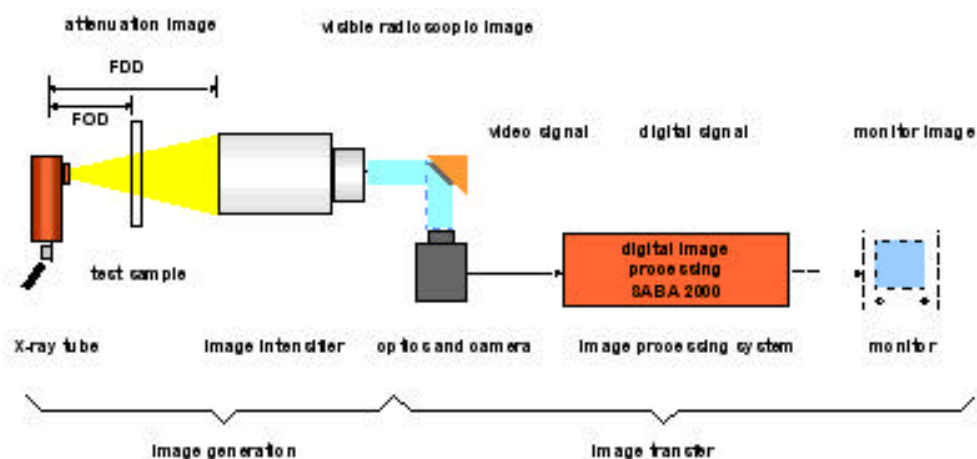 attenuation image
visible radioscopic image
FDD
FOD
video signal
digital signal
monitor image
test sample
digital image
processing
SABA 2000
X-ray tube
image intensifier
optics and camera
image processing system
monitor
image generation
image transfer